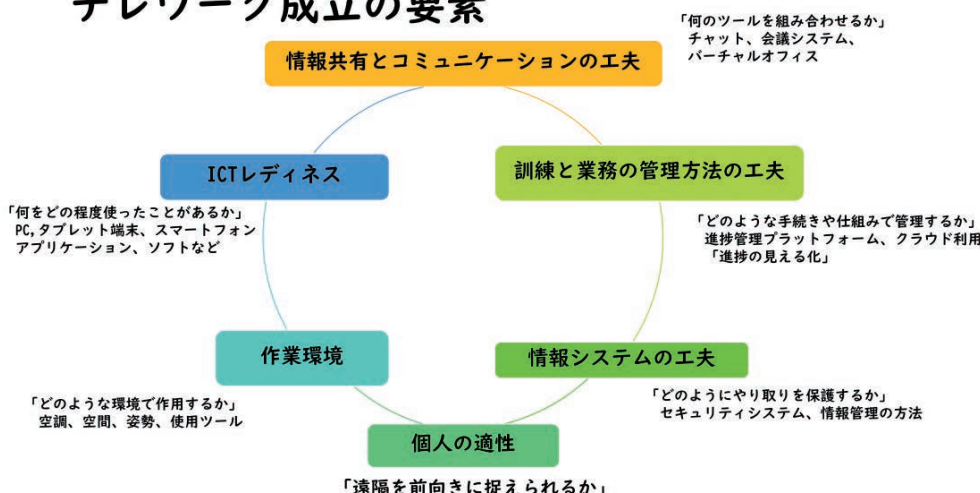 テレワーク成立の要素
「何のツールを組み合わせるか」
チャット、会議システム、
バーチャルオフィス
情報共有とコミュニケーションの工夫
ICTレディネス
「何をどの程度使ったことがあるか」
PC,タブレット端末、スマートフォン
アプリケーション、ソフトなど
訓練と業務の管理方法の工夫
「どのような手続きや仕組みで管理するか」
進捗管理プラットフォーム、クラウド利用
「進捗の見える化」
作業環境
「どのような環境で作用するか」
空調、空間、姿勢、使用ツール
情報システムの工夫
「どのようにやり取りを保護するか」
セキュリティシステム、情報管理の方法
個人の適性
「遠隔を前向きに捉えられるか」